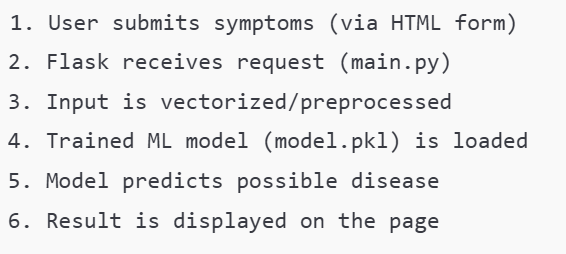 1. User submits symptoms (via HTML form)
2. Flask receives request (main.py)
3. Input is vectorized/preprocessed
4. Trained ML model (model.pkl) is loaded
5. Model predicts possible disease
6. Result is displayed on the page